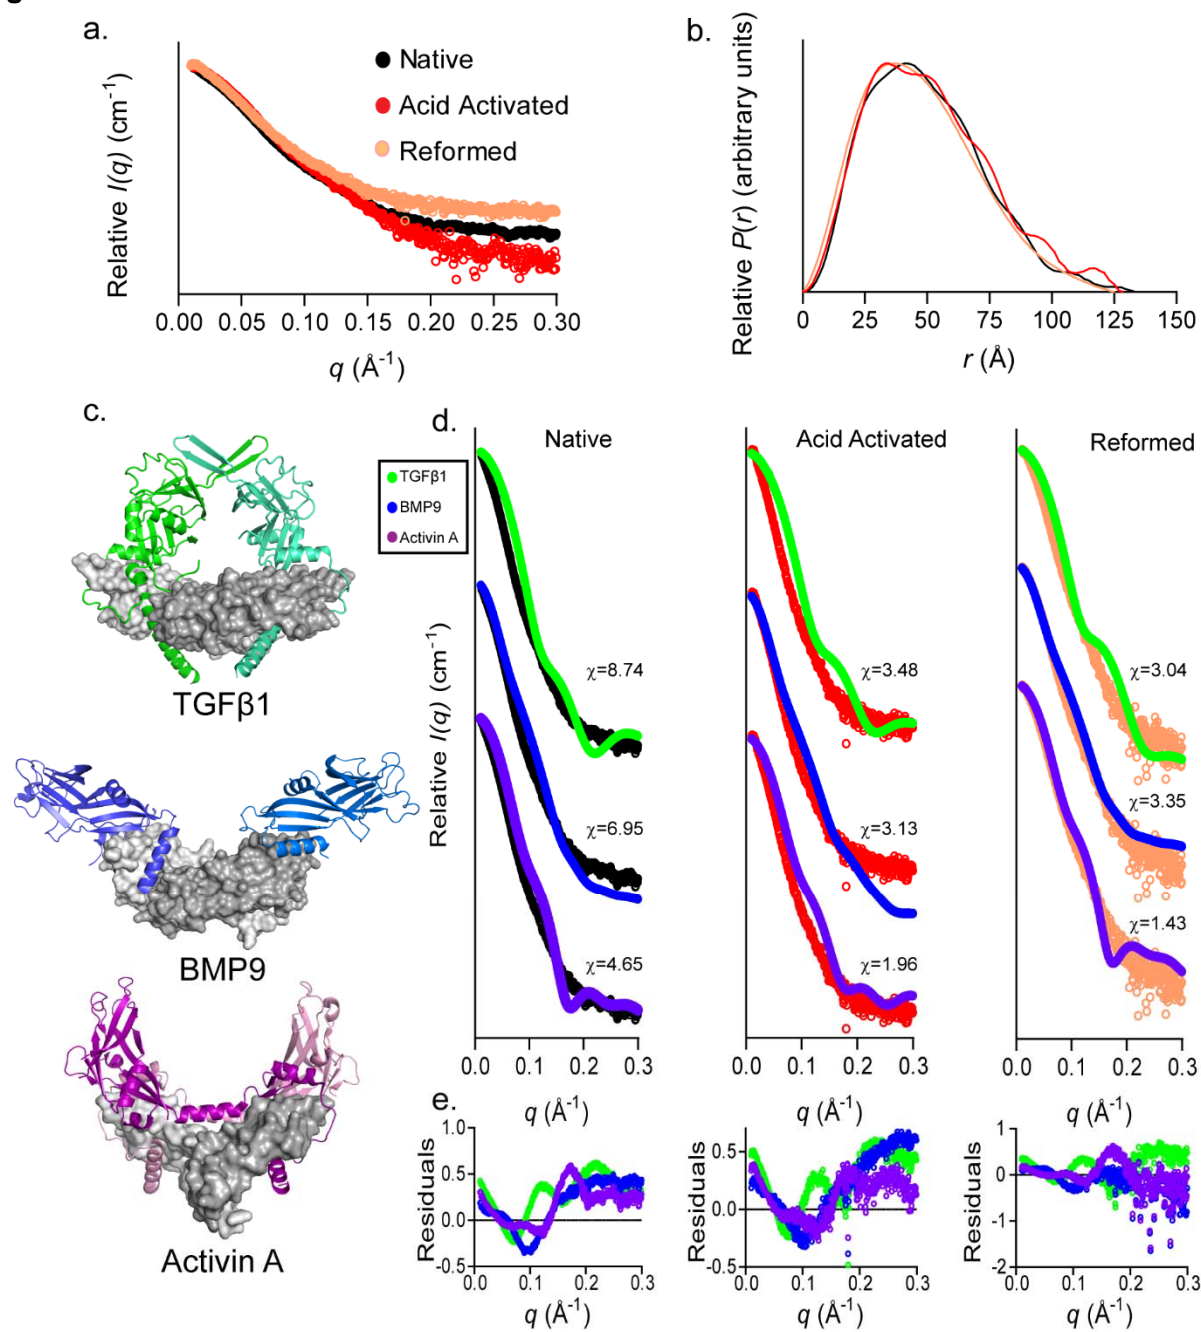 a.
Native
Acid Activated
Reformed
Relative I(q) (cm⁻¹)
0.00 0.05 0.10 0.15 0.20 0.25 0.30
q (Å⁻¹)
b.
Relative P(r) (arbitrary units)
0 25 50 75 100 125 150
r (Å)
c.
TGFβ1
BMP9
Activin A
d.
TGFβ1
BMP9
Activin A
Relative I(q) (cm⁻¹)
Native
χ=8.74
χ=6.95
χ=4.65
0.0 0.1 0.2 0.3
q (Å⁻¹)
Acid Activated
χ=3.48
χ=3.13
χ=1.96
0.0 0.1 0.2 0.3
q (Å⁻¹)
Reformed
χ=3.04
χ=3.35
χ=1.43
0.0 0.1 0.2 0.3
q (Å⁻¹)
e.
Residuals
1.0
0.5
0.0
-0.5
0.0 0.1 0.2 0.3
q (Å⁻¹)
Residuals
0.5
0.0
-0.5
0.0 0.1 0.2 0.3
q (Å⁻¹)
Residuals
1
0
-1
-2
0.0 0.1 0.2 0.3
q (Å⁻¹)